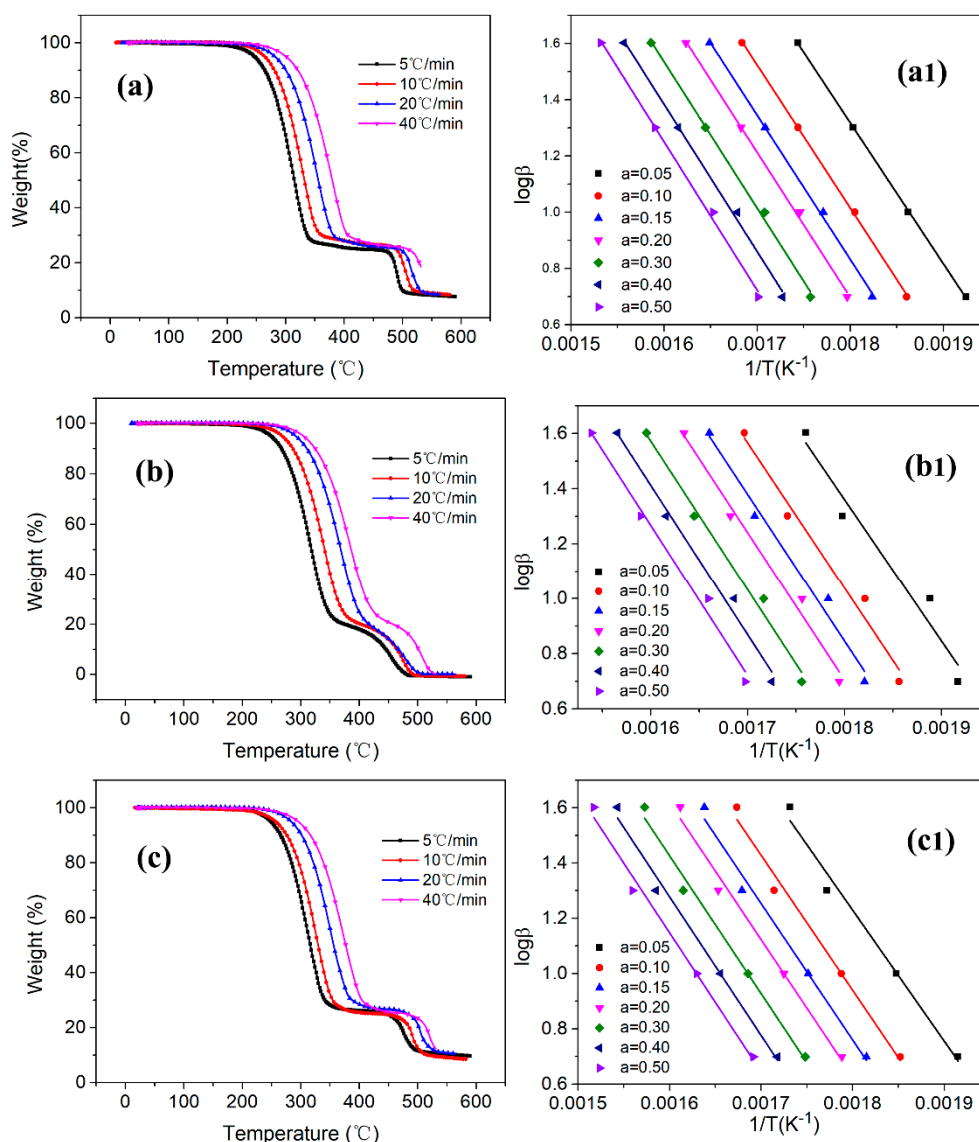 (a)
5℃/min
10℃/min
20℃/min
40℃/min
Weight(%)
100
80
60
40
20
0
0 100 200 300 400 500 600
Temperature (℃)
(a1)
a=0.05
a=0.10
a=0.15
a=0.20
a=0.30
a=0.40
a=0.50
logβ
1.6
1.4
1.2
1.0
0.8
0.6
0.0015 0.0016 0.0017 0.0018 0.0019
1/T(K⁻¹)
(b)
5℃/min
10℃/min
20℃/min
40℃/min
Weight (%)
100
80
60
40
20
0
0 100 200 300 400 500 600
Temperature (℃)
(b1)
a=0.05
a=0.10
a=0.15
a=0.20
a=0.30
a=0.40
a=0.50
logβ
1.6
1.4
1.2
1.0
0.8
0.6
0.0016 0.0017 0.0018 0.0019
1/T(K⁻¹)
(c)
5℃/min
10℃/min
20℃/min
40℃/min
Weight (%)
100
80
60
40
20
0
0 100 200 300 400 500 600
Temperature (℃)
(c1)
a=0.05
a=0.10
a=0.15
a=0.20
a=0.30
a=0.40
a=0.50
logβ
1.6
1.4
1.2
1.0
0.8
0.6
0.0015 0.0016 0.0017 0.0018 0.0019
1/T(K⁻¹)